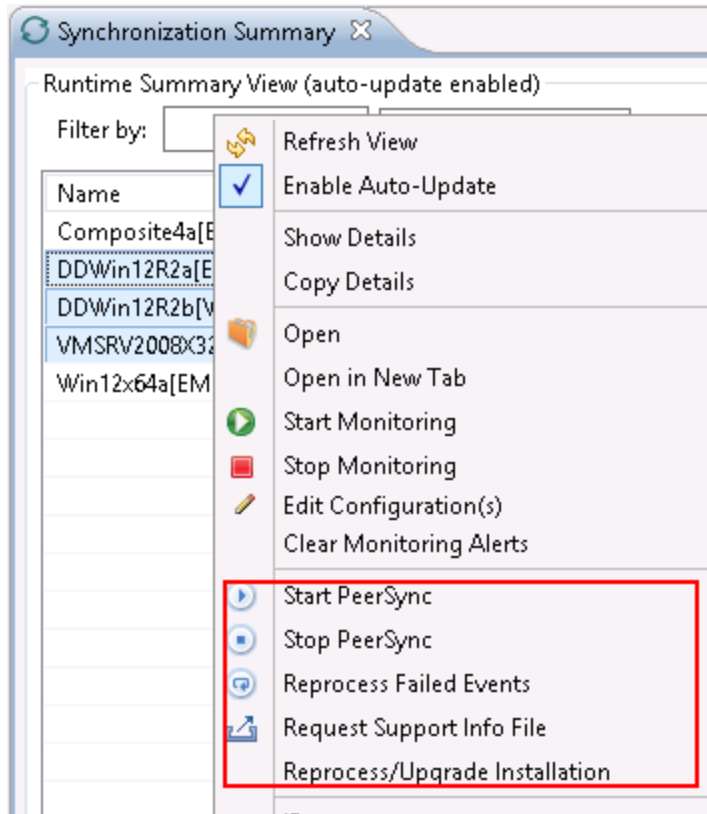 Synchronization Summary
Runtime Summary View (auto-update enabled)
Filter by:
Refresh View
Name
Enable Auto-Update
Composite4a[E
Show Details
DDWin12R2a[E
Copy Details
DDWin12R2b[V
Open
VMSRV2008X32
Open in New Tab
Win12x64a[EM
Start Monitoring
Stop Monitoring
Edit Configuration(s)
Clear Monitoring Alerts
Start PeerSync
Stop PeerSync
Reprocess Failed Events
Request Support Info File
Reprocess/Upgrade Installation